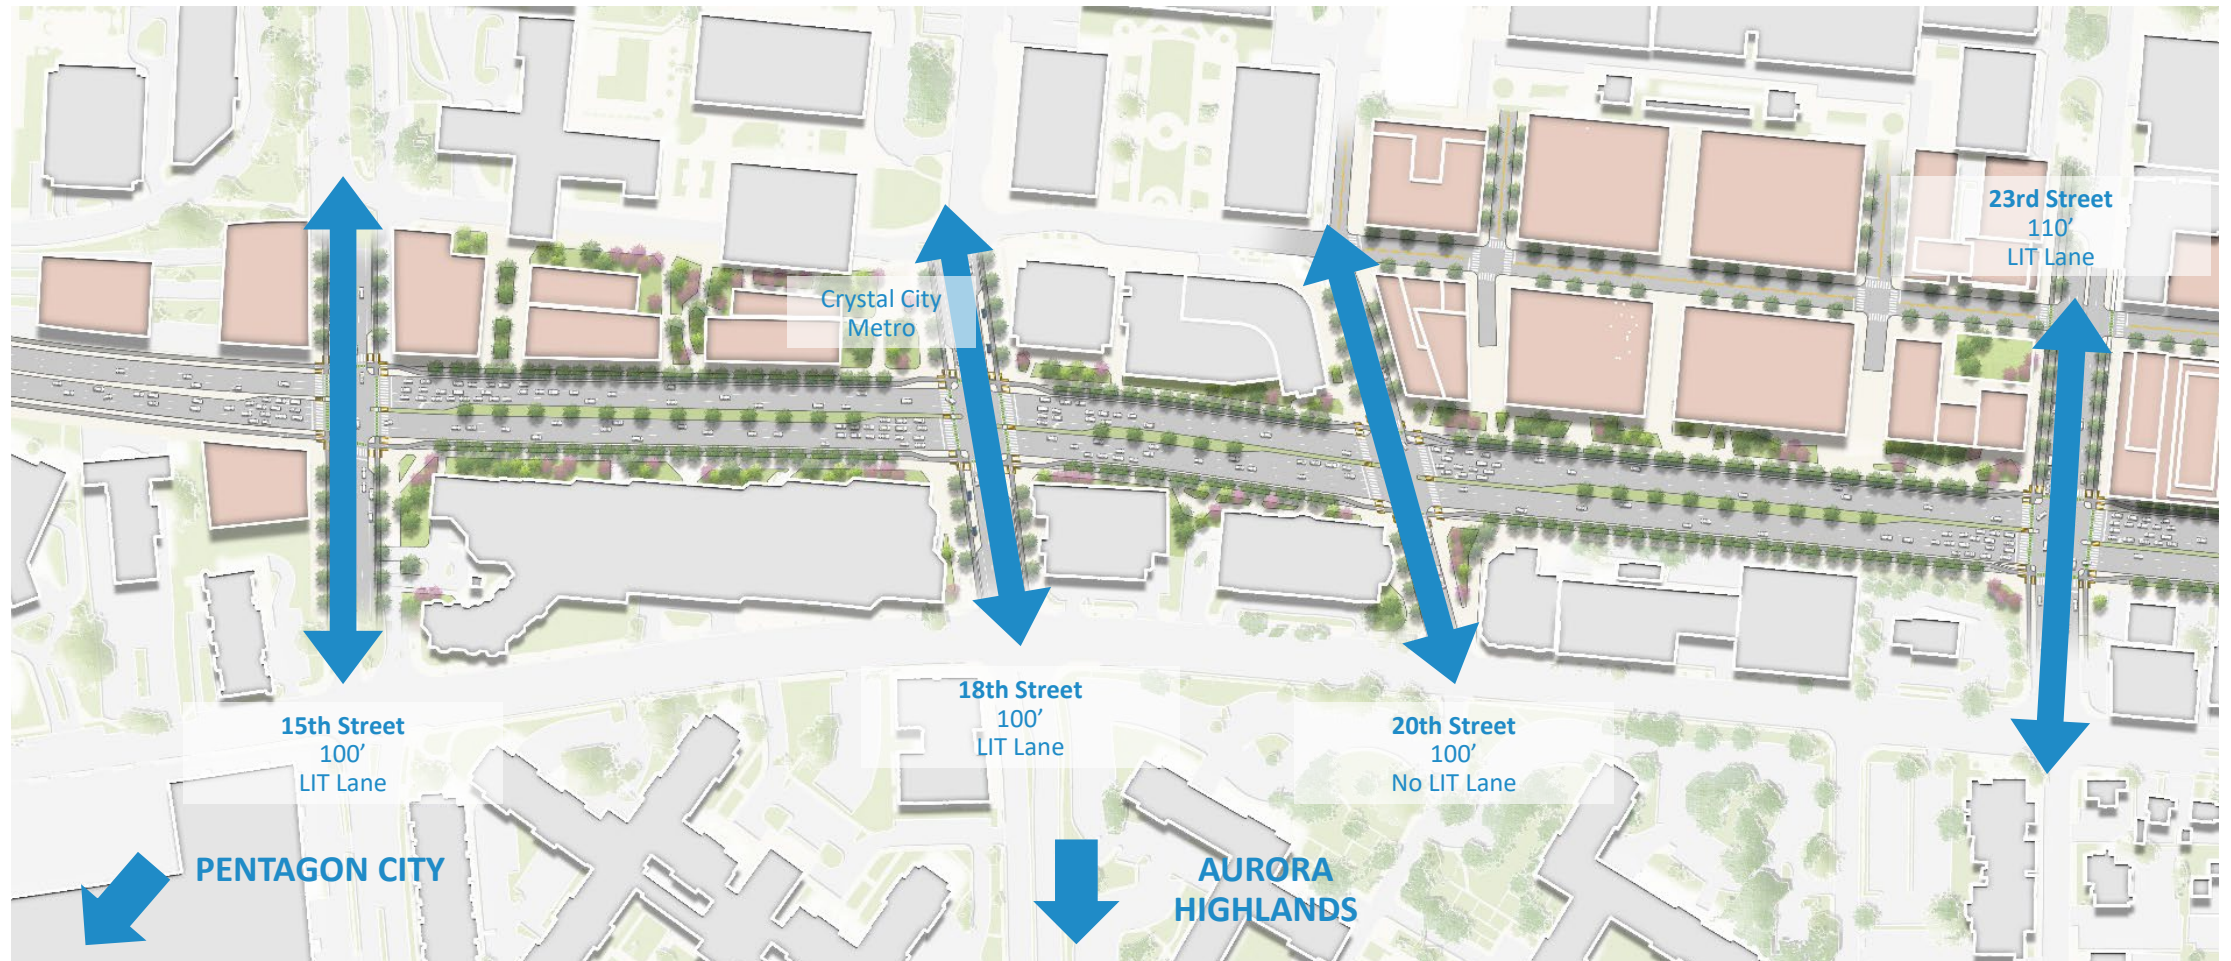 23rd Street
110’
LIT Lane
Crystal City
Metro
15th Street
100’
LIT Lane
18th Street
100’
LIT Lane
20th Street
100’
No LIT Lane
PENTAGON CITY
AURORA
HIGHLANDS